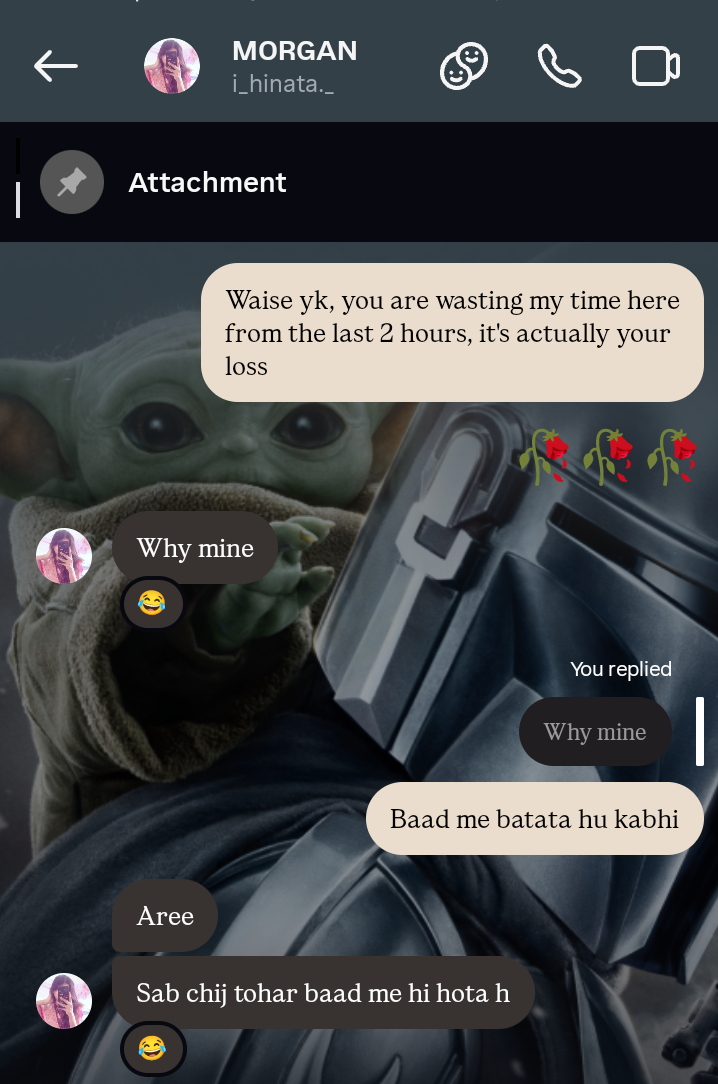 MORGAN
i_hinata._
Attachment
Waise yk, you are wasting my time here
from the last 2 hours, it's actually your
loss
🥀🥀🥀
Why mine
😂
You replied
Why mine
Baad me batata hu kabhi
Aree
Sab chij tohar baad me hi hota h
😂